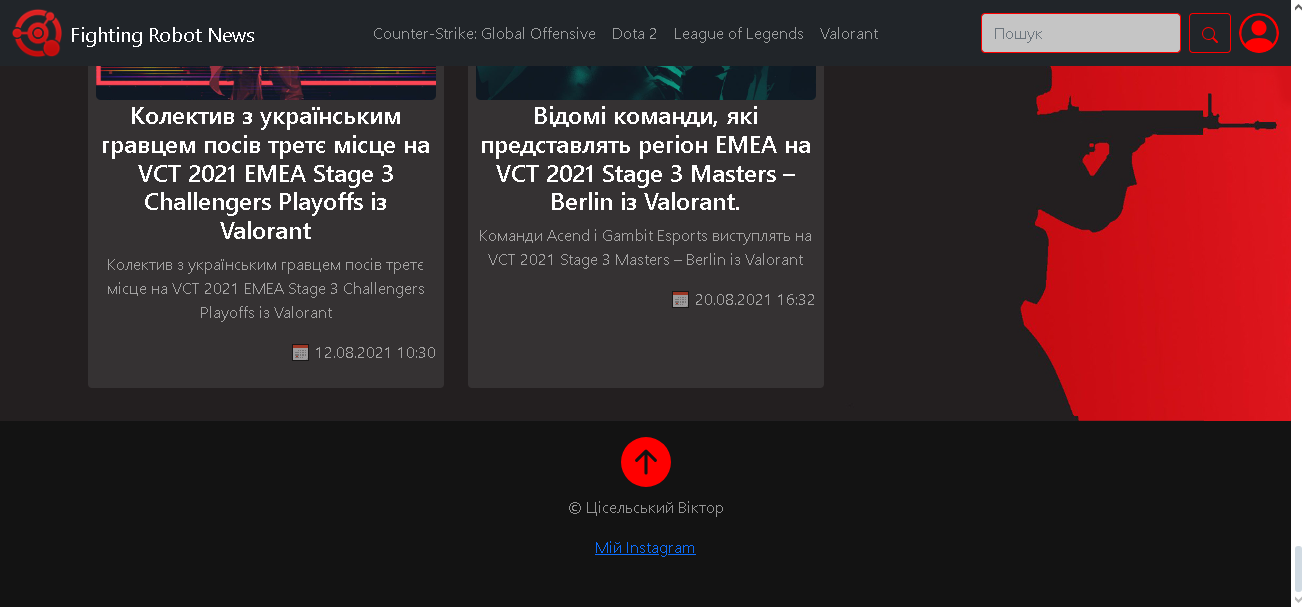 Fighting Robot News
Counter-Strike: Global Offensive
Dota 2
League of Legends
Valorant
Пошук
Колектив з українським
гравцем посів третє місце на
VCT 2021 EMEA Stage 3
Challengers Playoffs із
Valorant
Колектив з українським гравцем посів третє
місце на VCT 2021 EMEA Stage 3 Challengers
Playoffs із Valorant
12.08.2021 10:30
Відомі команди, які
представлять регіон EMEA на
VCT 2021 Stage 3 Masters –
Berlin із Valorant.
Команди Acend і Gambit Esports виступлять на
VCT 2021 Stage 3 Masters – Berlin із Valorant
20.08.2021 16:32
© Цісельський Віктор
Мій Instagram